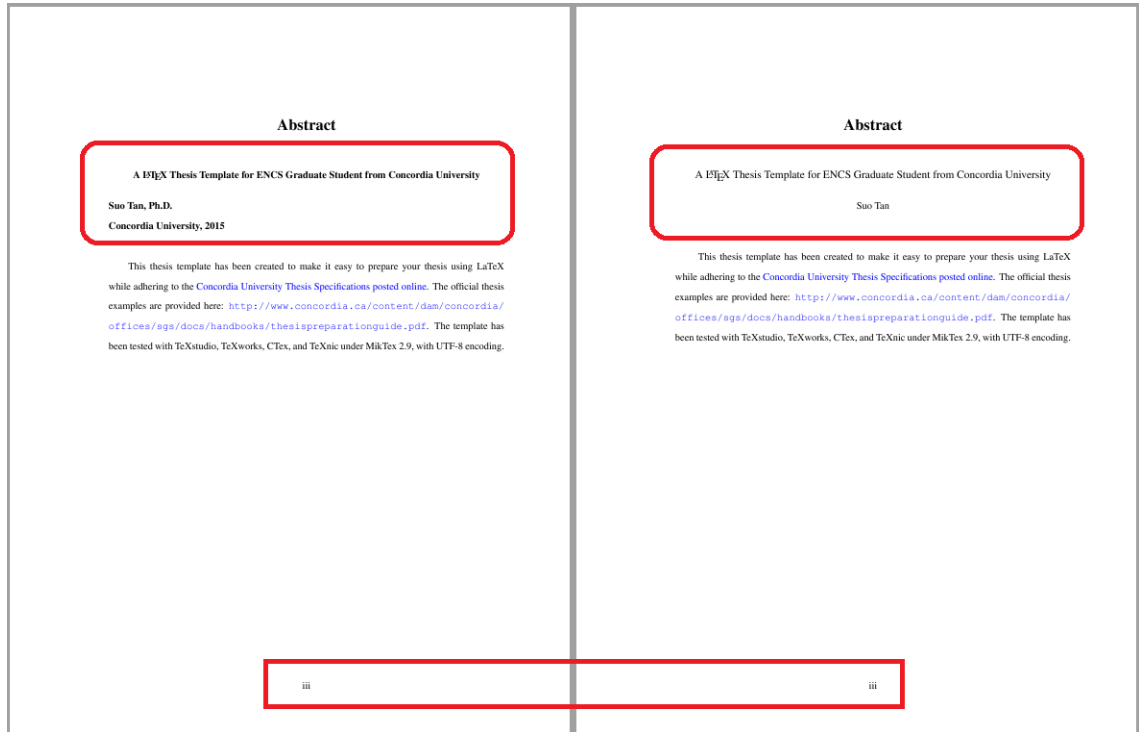 Abstract
A LATEX Thesis Template for ENCS Graduate Student from Concordia University
Suo Tan, Ph.D.
Concordia University, 2015
This thesis template has been created to make it easy to prepare your thesis using LaTeX
while adhering to the Concordia University Thesis Specifications posted online. The official thesis
examples are provided here: http://www.concordia.ca/content/dam/concordia/
offices/sgs/docs/handbooks/thesispreparationguide.pdf. The template has
been tested with TeXstudio, TeXworks, CTex, and TeXnic under MikTex 2.9, with UTF-8 encoding.
iii
Abstract
A LATEX Thesis Template for ENCS Graduate Student from Concordia University
Suo Tan
This thesis template has been created to make it easy to prepare your thesis using LaTeX
while adhering to the Concordia University Thesis Specifications posted online. The official thesis
examples are provided here: http://www.concordia.ca/content/dam/concordia/
offices/sgs/docs/handbooks/thesispreparationguide.pdf. The template has
been tested with TeXstudio, TeXworks, CTex, and TeXnic under MikTex 2.9, with UTF-8 encoding.
iii